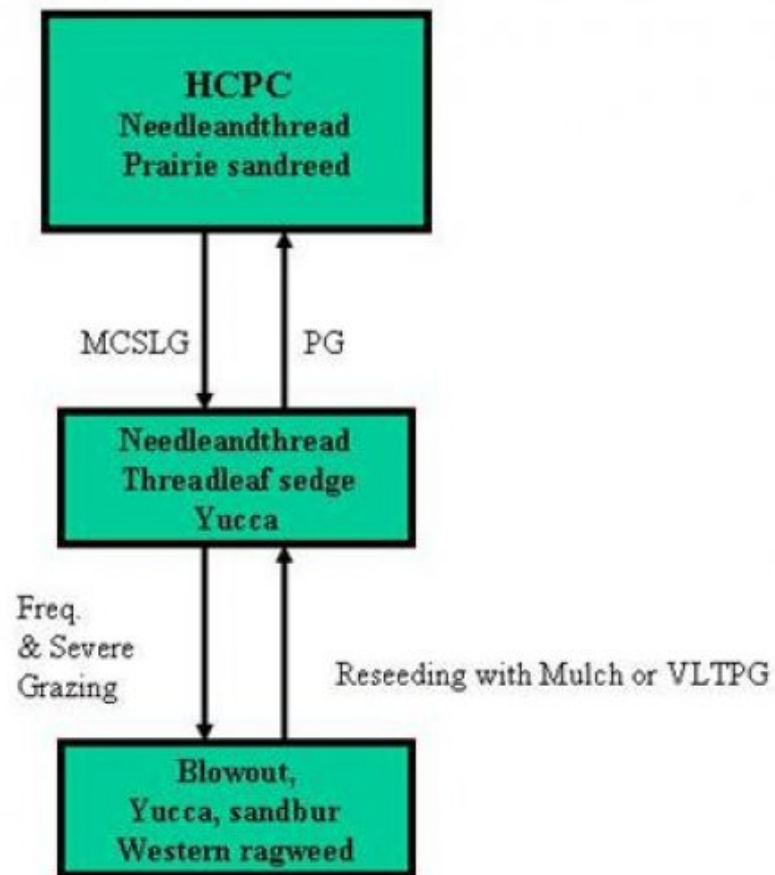 HCPC
Needleandthread
Prairie sandreed
MCSLG
PG
Needleandthread
Threadleaf sedge
Yucca
Freq.
& Severe
Grazing
Reseeding with Mulch or VLTPG
Blowout,
Yucca, sandbur
Western ragweed